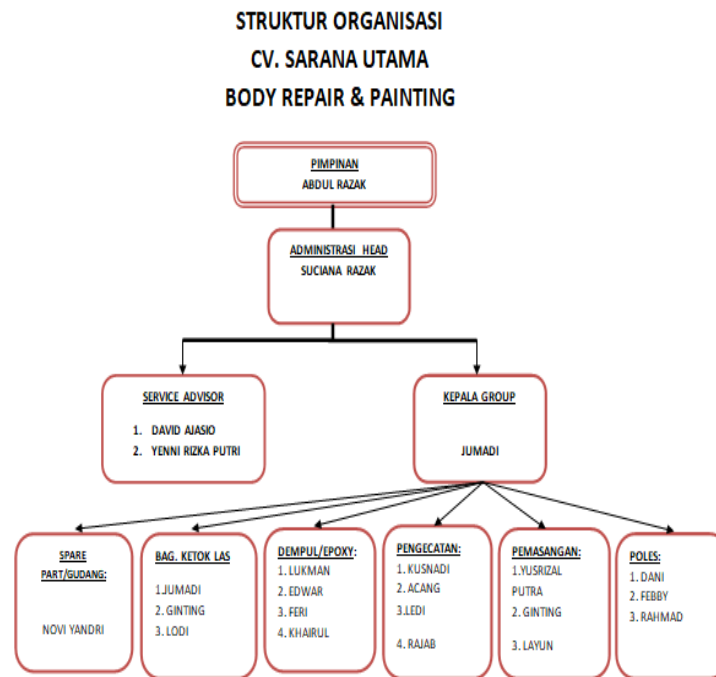 STRUKTUR ORGANISASI
CV. SARANA UTAMA
BODY REPAIR & PAINTING
PIMPINAN
ABDUL RAZAK
ADMINISTRASI HEAD
SUCIANA RAZAK
SERVICE ADVISOR
1. DAVID AJASIO
2. YENNI RIZKA PUTRI
KEPALA GROUP
JUMADI
SPARE
PART/GUDANG:
NOVI YANDRI
BAG. KETOK LAS
1.JUMADI
2. GINTING
3. LODI
DEMPUL/EPOXY:
1. LUKMAN
2. EDWAR
3. FERI
4. KHAIRUL
PENGECATAN:
1. KUSNADI
2. ACANG
3.LEDI
4. RAJAB
PEMASANGAN:
1.YUSRIZAL
PUTRA
2. GINTING
3. LAYUN
POLES:
1. DANI
2. FEBBY
3. RAHMAD